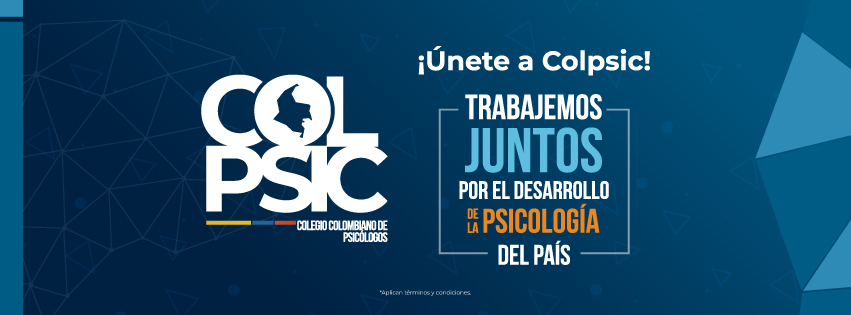 COL
PSIC
COLEGIO COLOMBIANO DE
PSICÓLOGOS
¡Únete a Colpsic!
TRABAJEMOS
JUNTOS
POR EL DESARROLLO
DE LA PSICOLOGÍA
DEL PAÍS
*Aplican términos y condiciones.